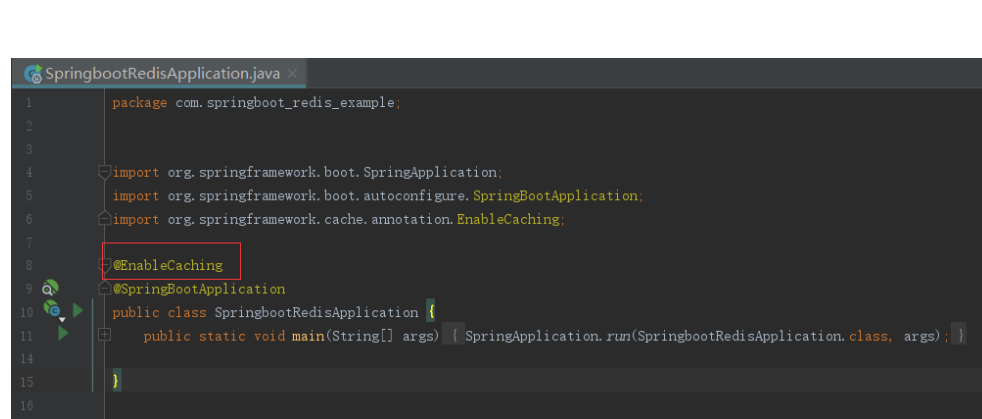 SpringbootRedisApplication.java ×
1 package com.springboot_redis_example;
2
3
4 import org.springframework.boot.SpringApplication;
5 import org.springframework.boot.autoconfigure.SpringBootApplication;
6 import org.springframework.cache.annotation.EnableCaching;
7
8 @EnableCaching
9 @SpringBootApplication
10 public class SpringbootRedisApplication {
11 public static void main(String[] args) { SpringApplication.run(SpringbootRedisApplication.class, args); }
14
15 }
16